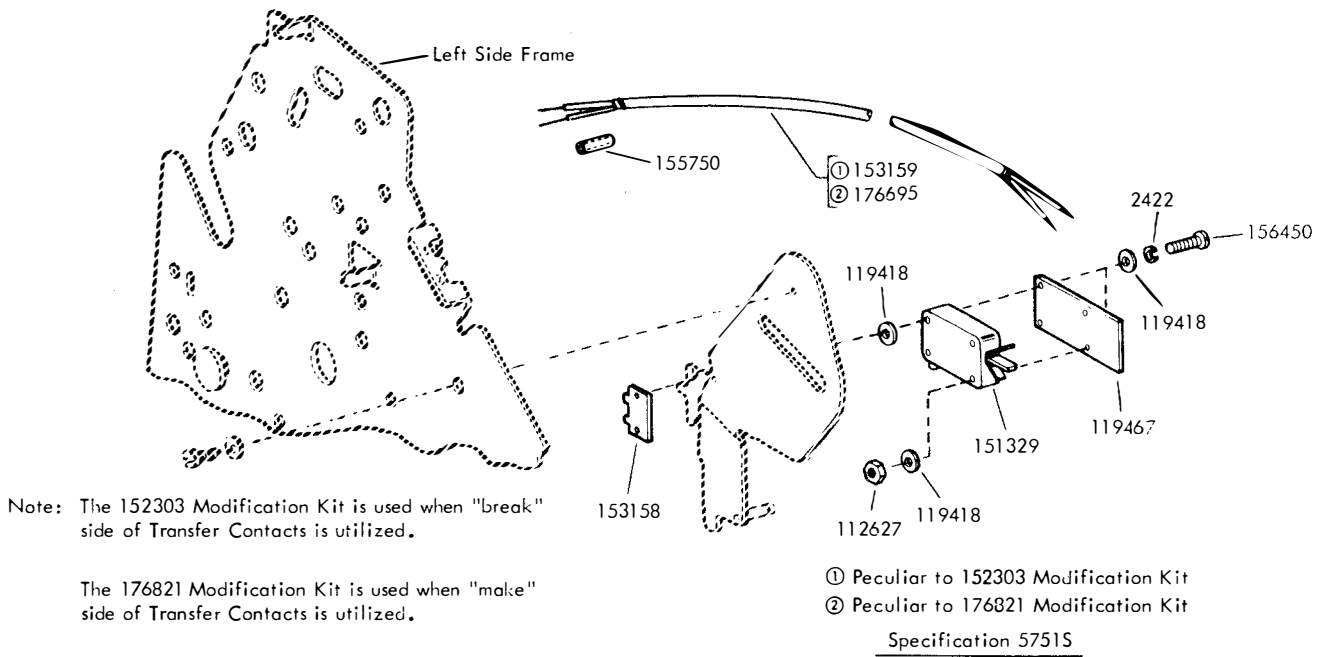 Left Side Frame
155750
① 153159
② 176695
2422
156450
119418
119418
119467
151329
153158
112627
119418
Note: The 152303 Modification Kit is used when "break"
side of Transfer Contacts is utilized.
The 176821 Modification Kit is used when "make"
side of Transfer Contacts is utilized.
① Peculiar to 152303 Modification Kit
② Peculiar to 176821 Modification Kit
Specification 5751S